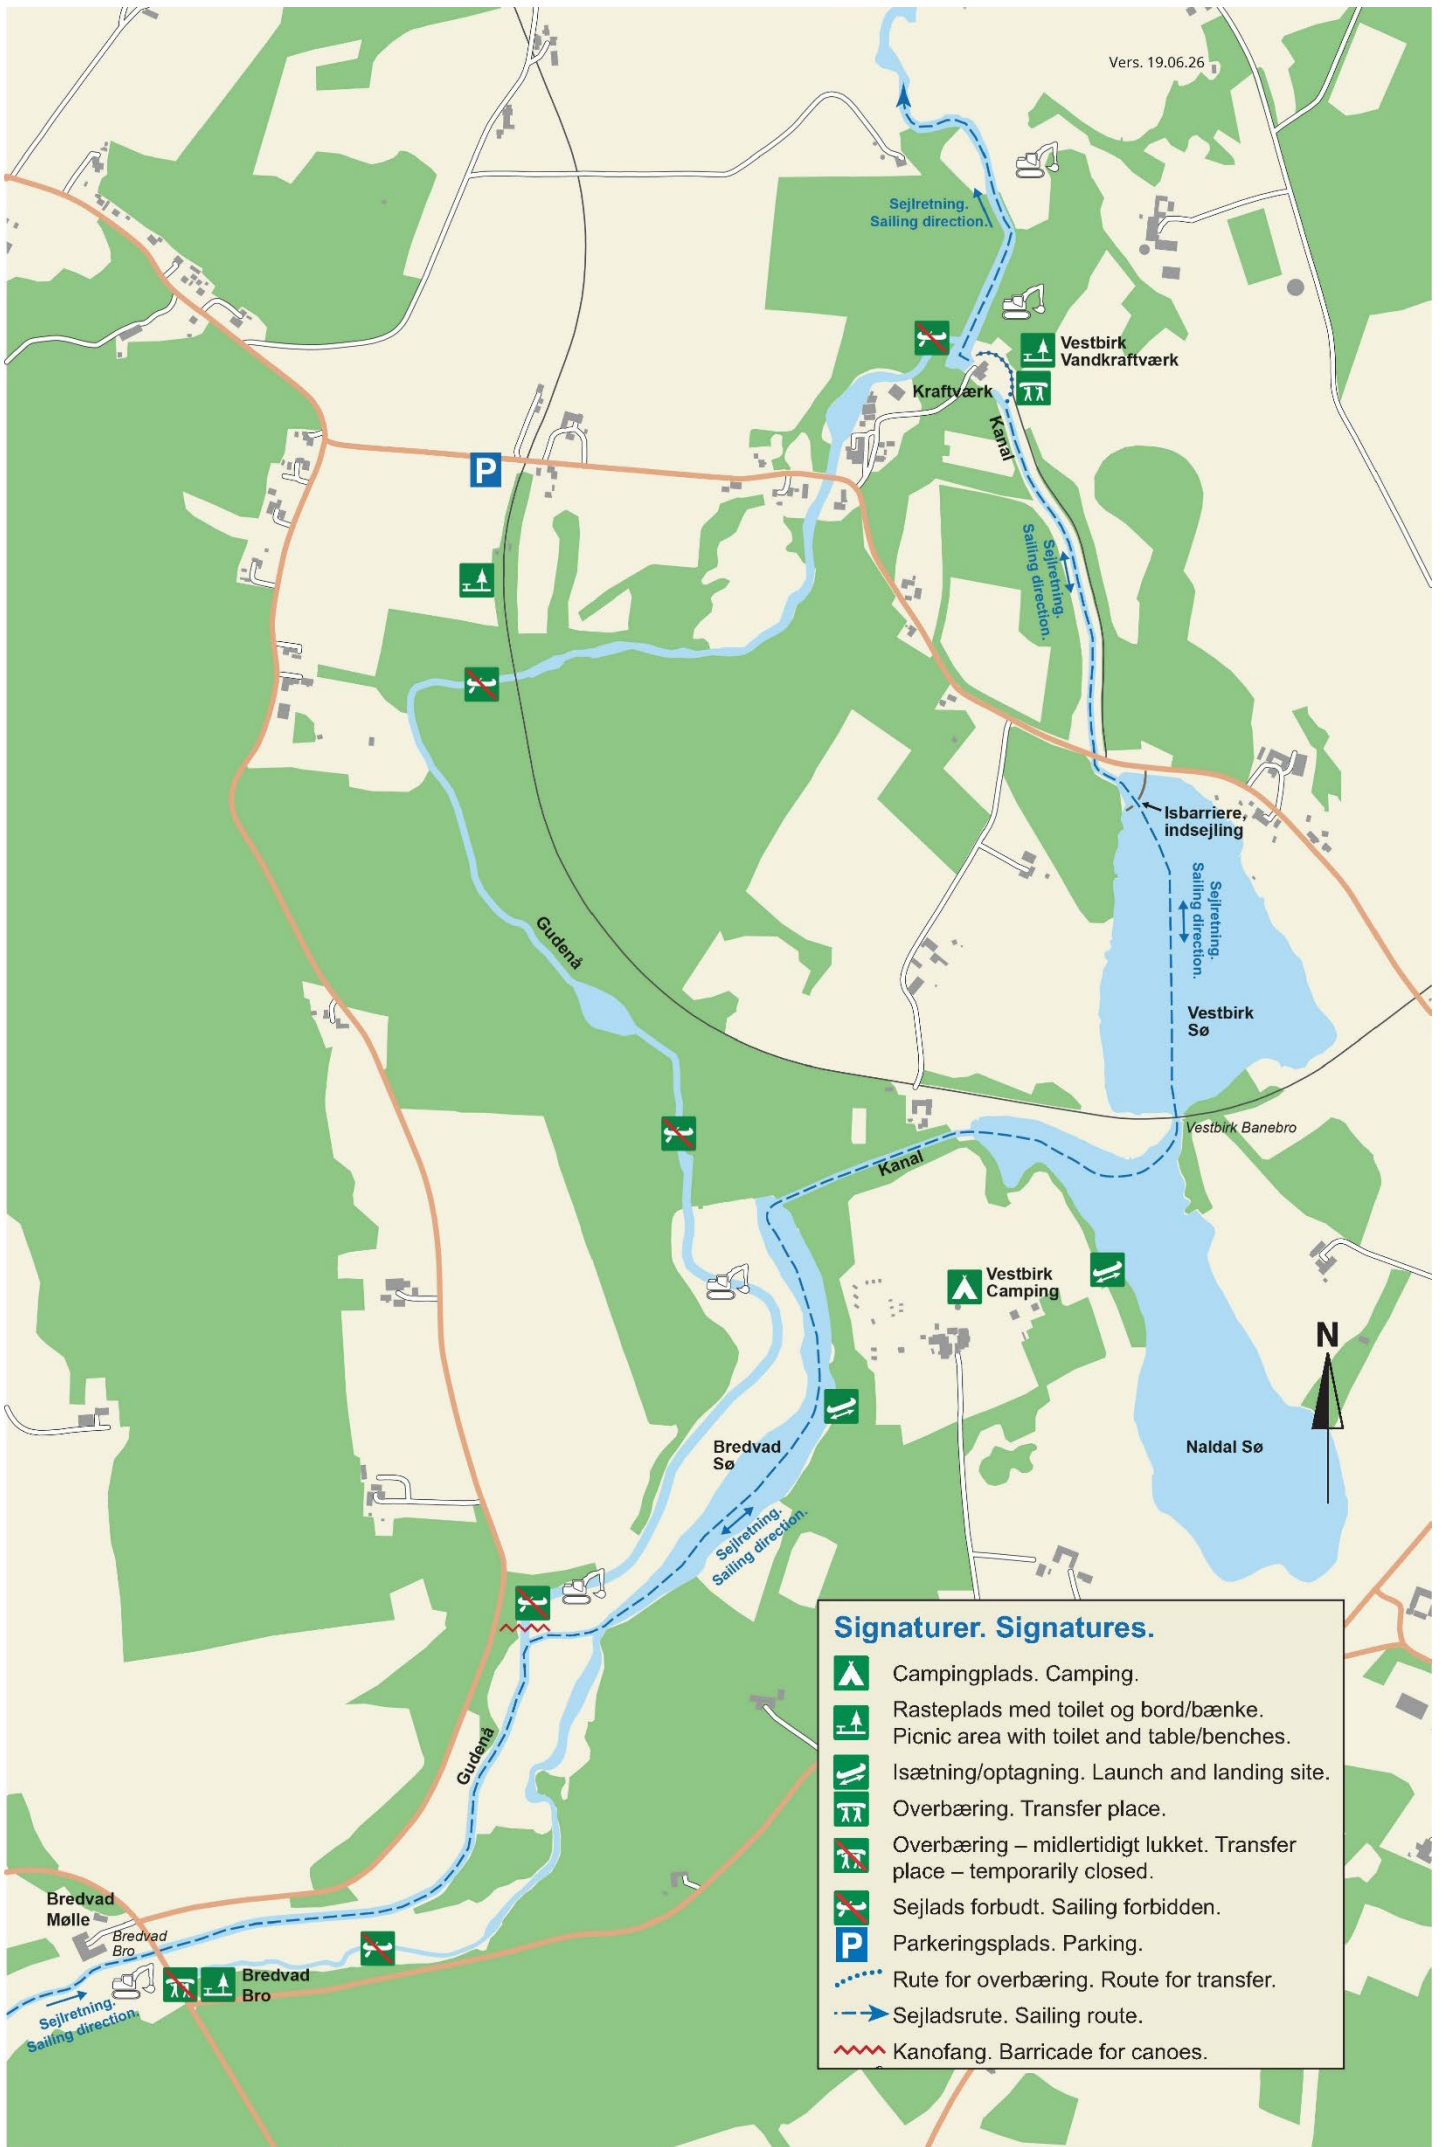 Vers. 19.06.26
Sejlretning.
Sailing direction.
Vestbirk
Vandkraftværk
Kraftværk
Kanal
P
Sejlretning.
Sailing direction.
Isbarriere,
indsejling
Sejlretning.
Sailing direction.
Gudenå
Vestbirk
Sø
Vestbirk Banebro
Kanal
Vestbirk
Camping
N
Bredvad
Sø
Naldal Sø
Sejlretning.
Sailing direction.
Gudenå
Bredvad
Mølle
Bredvad
Bro
Bredvad
Bro
Sejlretning.
Sailing direction.
Signaturer. Signatures.
Campingplads. Camping.
Rasteplads med toilet og bord/bænke.
Picnic area with toilet and table/benches.
Isætning/optagning. Launch and landing site.
Overbæring. Transfer place.
Overbæring – midlertidigt lukket. Transfer
place – temporarily closed.
Sejlads forbudt. Sailing forbidden.
P Parkeringsplads. Parking.
Rute for overbæring. Route for transfer.
Sejladsrute. Sailing route.
Kanofang. Barricade for canoes.